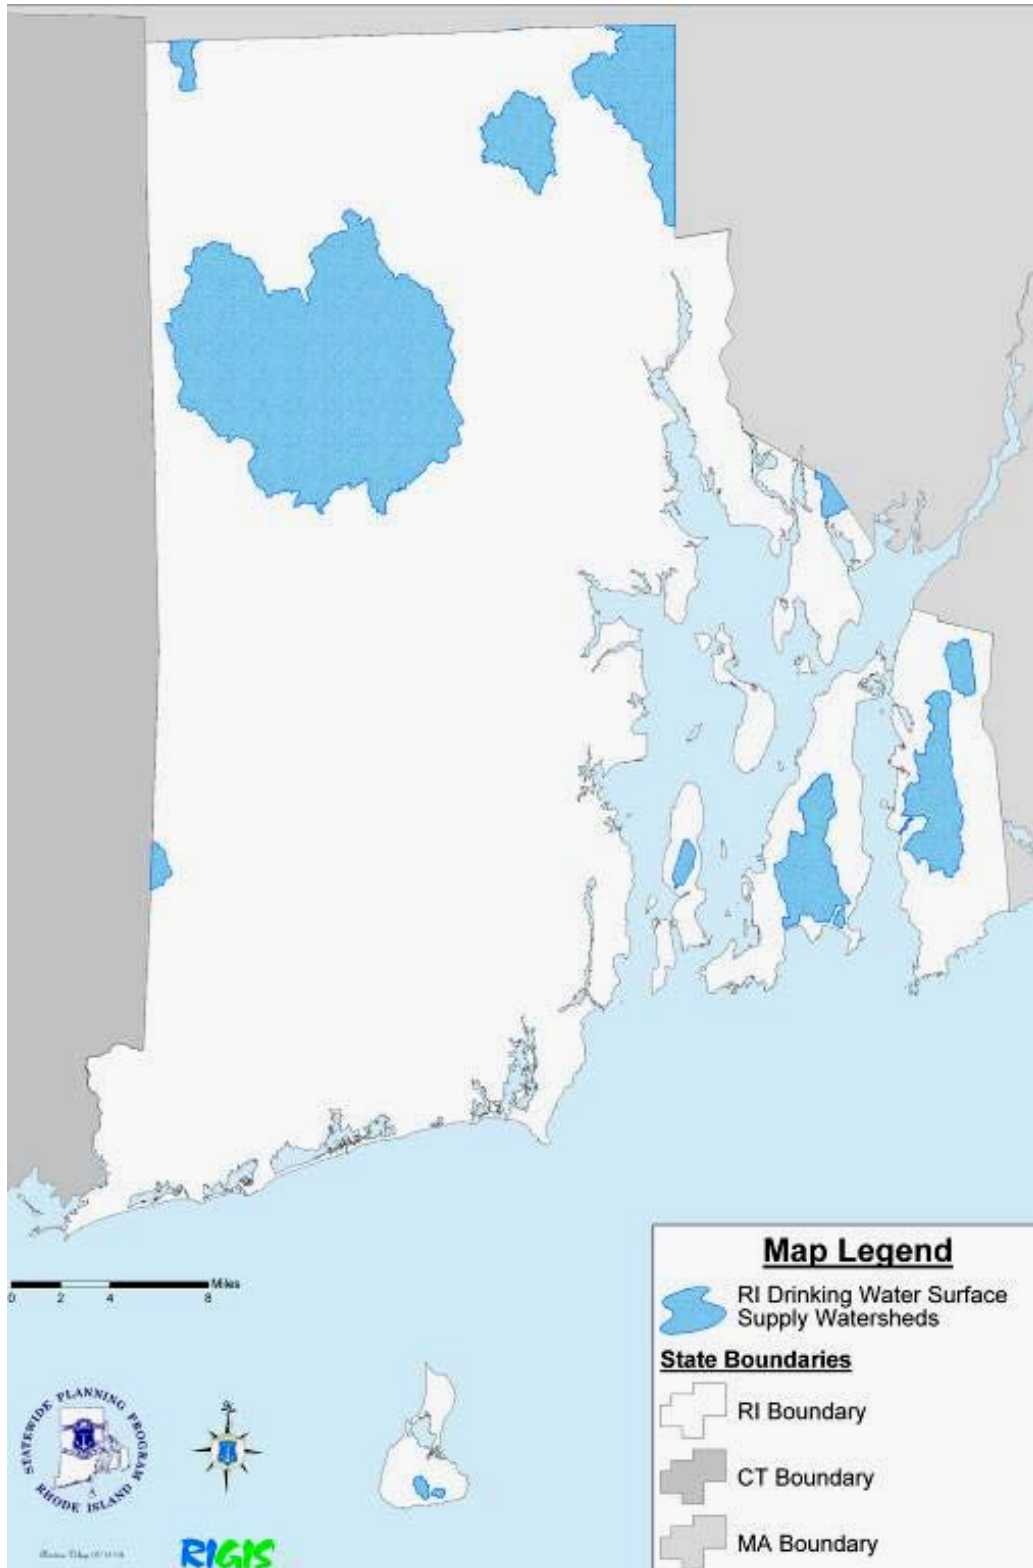 Map Legend
RI Drinking Water Surface
Supply Watersheds
State Boundaries
RI Boundary
CT Boundary
MA Boundary
Miles
0 2 4 8
STATEWIDE PLANNING PROGRAM
RHODE ISLAND
N
RIGIS